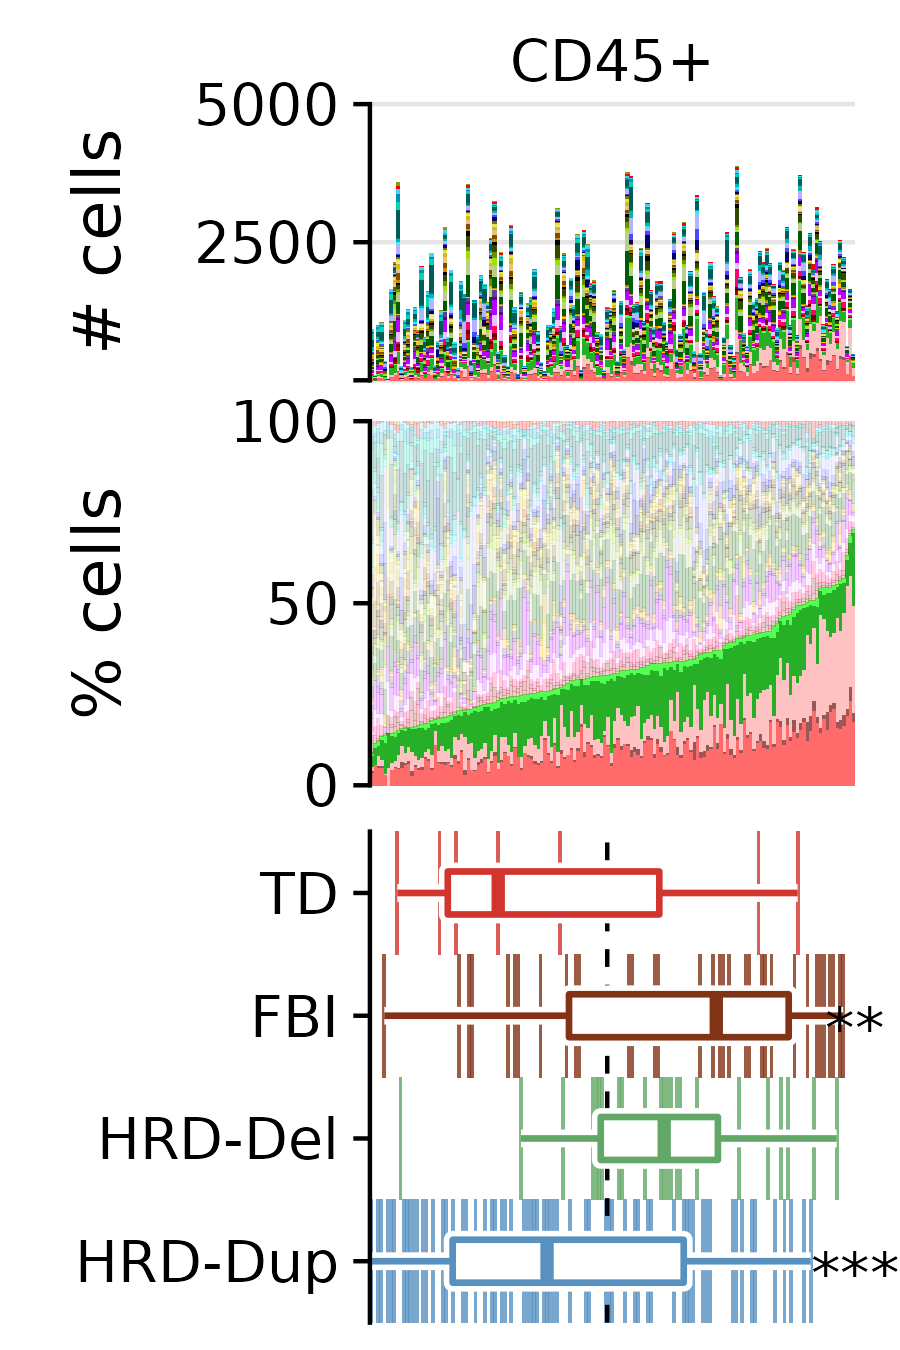 CD45+
5000
# cells
2500
100
% cells
50
0
TD
FBI
**
HRD-Del
HRD-Dup
***